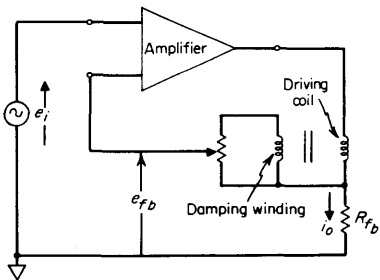 Amplifier
Driving
coil
e_i
e_fb
Damping winding
i_o
R_fb